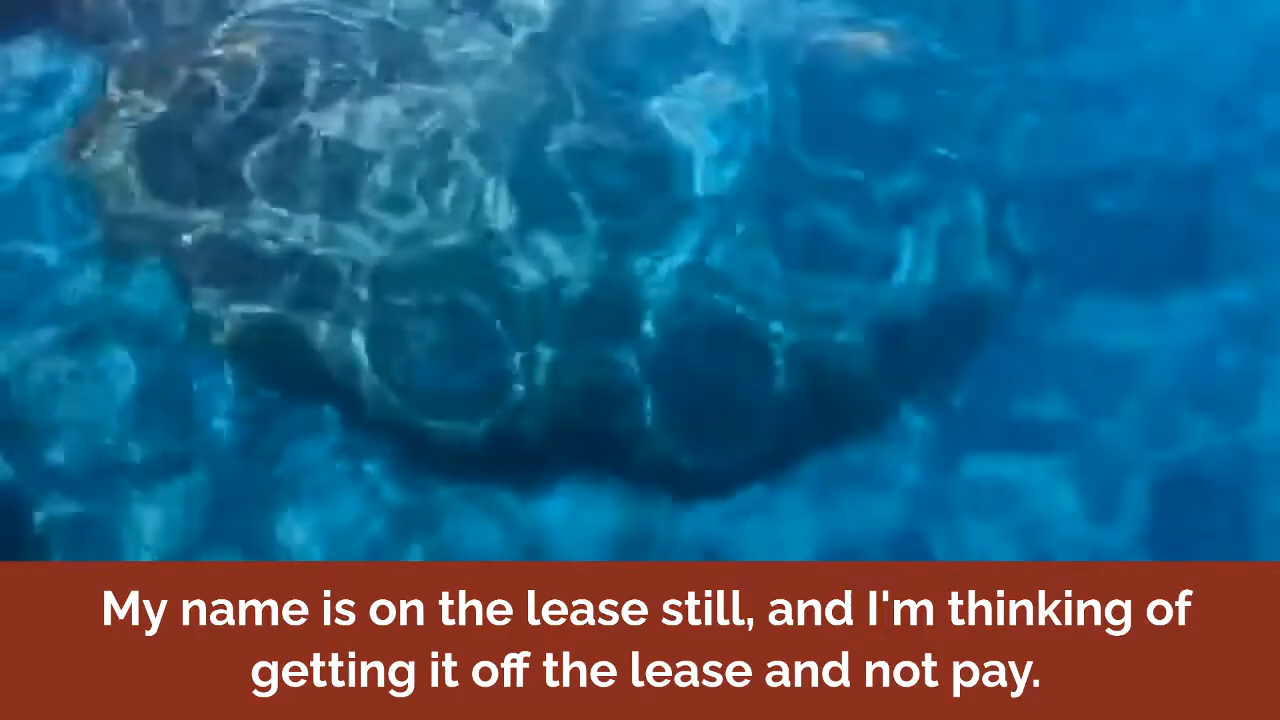 My name is on the lease still, and I'm thinking of
getting it off the lease and not pay.